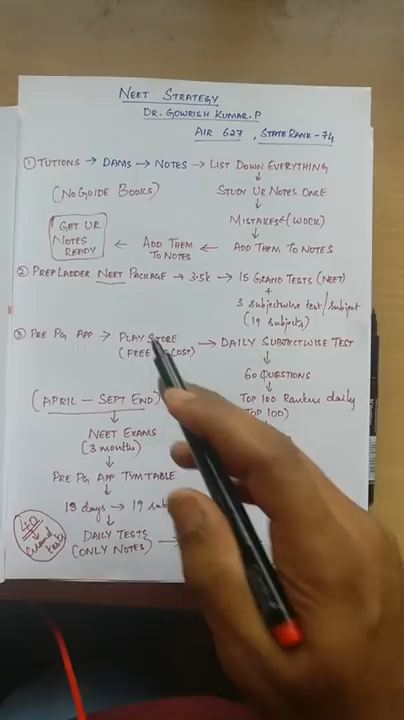 NEET STRATEGY
DR. GOWRISH KUMAR. P
AIR 627 , STATE RANK - 74
① TUTIONS → DAMS → NOTES → LIST DOWN EVERYTHING
(NO GUIDE BOOKS)
STUDY UR NOTES ONCE
MISTAKES ← (WORK)
GET UR NOTES READY ← ADD THEM TO NOTES ← ADD THEM TO NOTES
② PREPLADDER NEET PACKAGE → 3.5k → 15 GRAND TESTS (NEET)
+
3 subjectwise test/subject
(19 subjects)
③ PRE PG APP → PLAY STORE → DAILY SUBJECTWISE TEST
(FREE COST)
60 QUESTIONS
(APRIL – SEPT END)
TOP 100 Rankers daily
TOP 100)
NEET EXAMS
(3 months)
PRE PG APP TYM TABLE
18 days → 19
40
Grand tests
DAILY TESTS
(ONLY NOTES) →